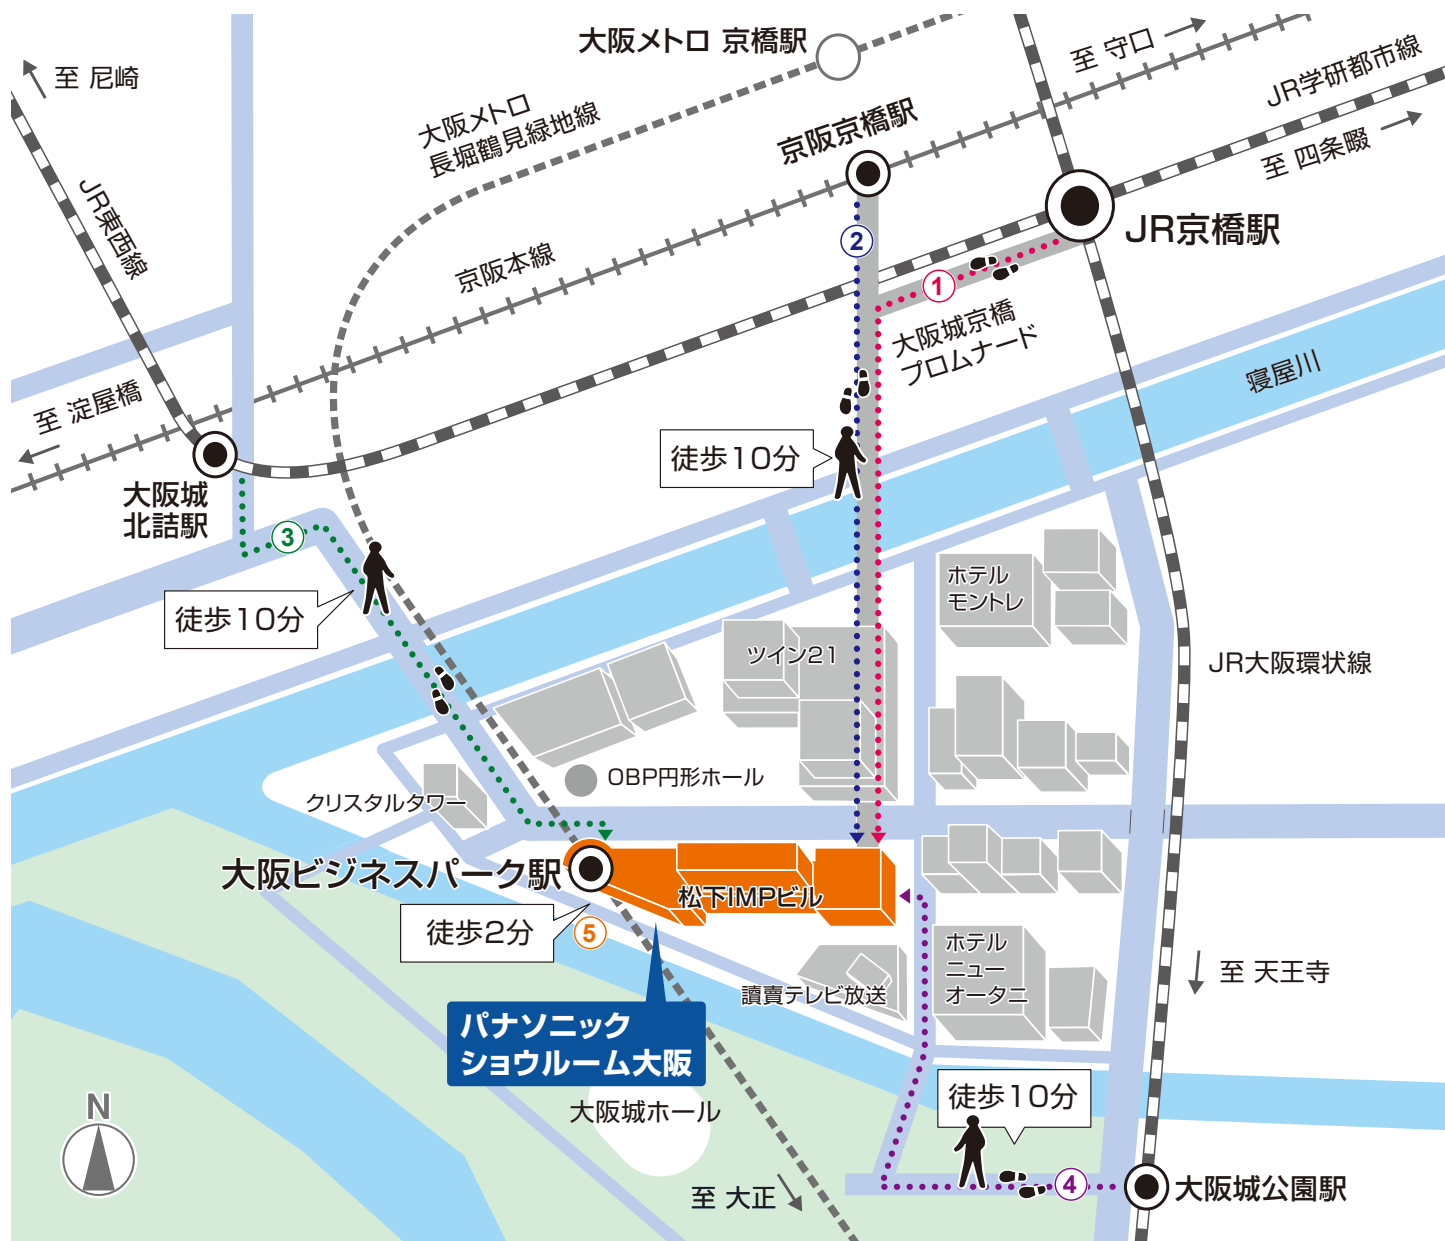 大阪メトロ 京橋駅
至 守口
JR学研都市線
至 四条畷
至 尼崎
大阪メトロ
長堀鶴見緑地線
京阪京橋駅
JR東西線
京阪本線
②
JR京橋駅
①
大阪城京橋
プロムナード
寝屋川
至 淀屋橋
徒歩10分
大阪城
北詰駅
③
徒歩10分
ホテル
モントレ
ツイン21
JR大阪環状線
OBP円形ホール
クリスタルタワー
大阪ビジネスパーク駅
松下IMPビル
徒歩2分
⑤
ホテル
ニュー
オータニ
讀賣テレビ放送
至 天王寺
パナソニック
ショウルーム大阪
大阪城ホール
徒歩10分
N
至 大正
④
大阪城公園駅